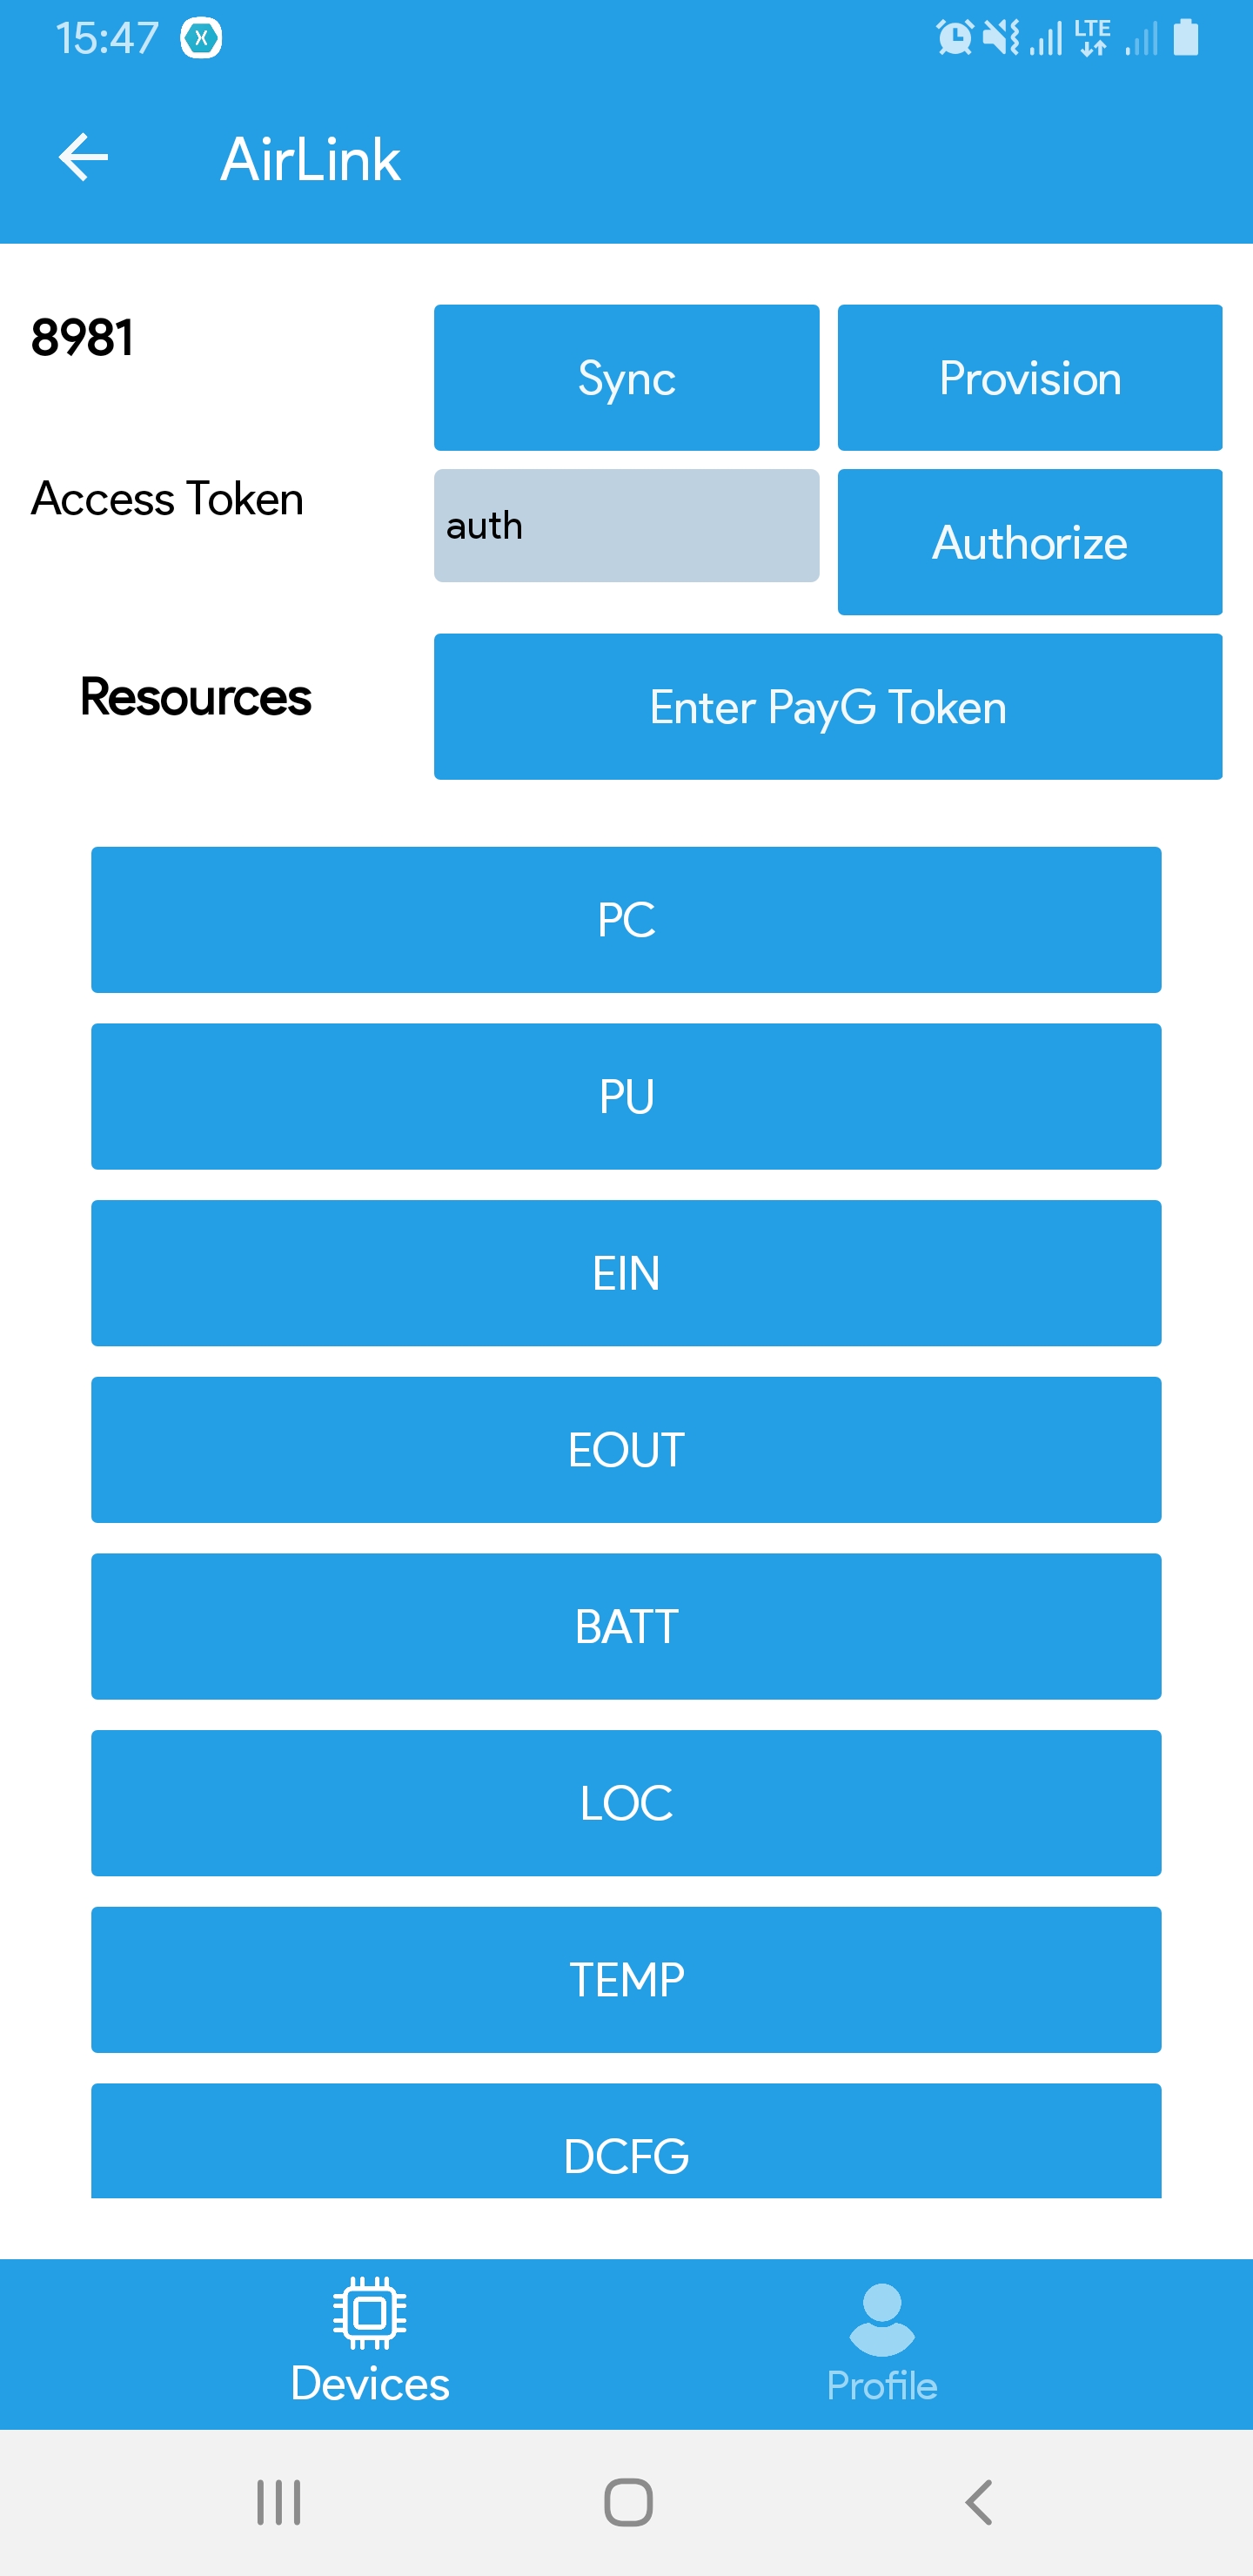 15:47
LTE
AirLink
8981
Sync
Provision
Access Token
auth
Authorize
Resources
Enter PayG Token
PC
PU
EIN
EOUT
BATT
LOC
TEMP
DCFG
Devices
Profile